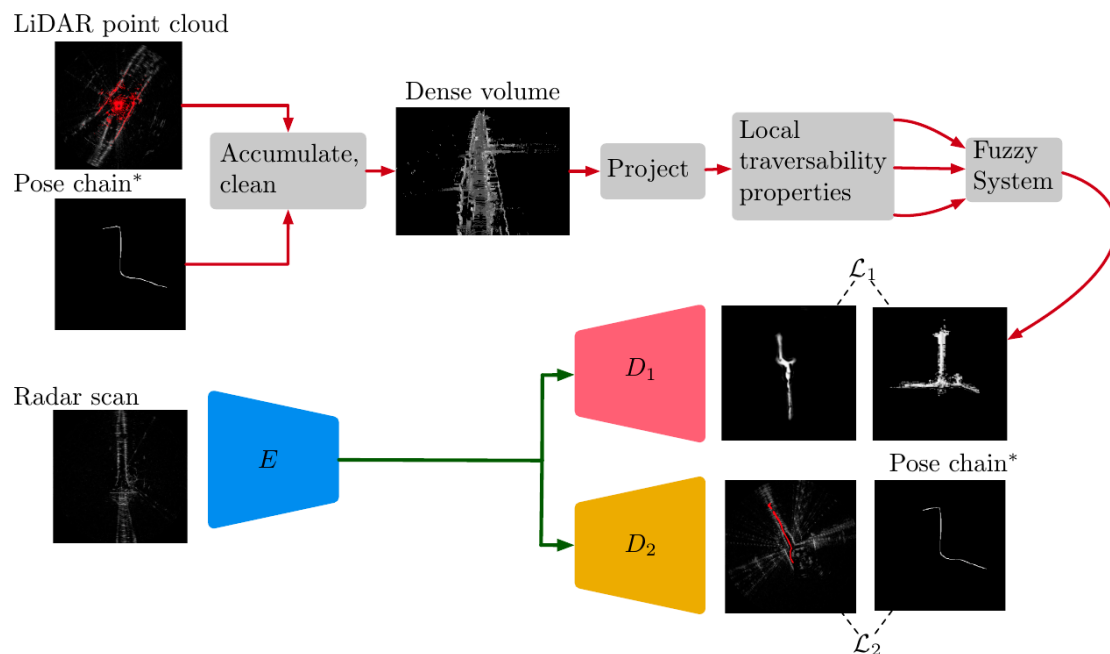 LiDAR point cloud
Pose chain*
Accumulate,
clean
Dense volume
Project
Local
traversability
properties
Fuzzy
System
Radar scan
E
D₁
D₂
ℒ₁
Pose chain*
ℒ₂